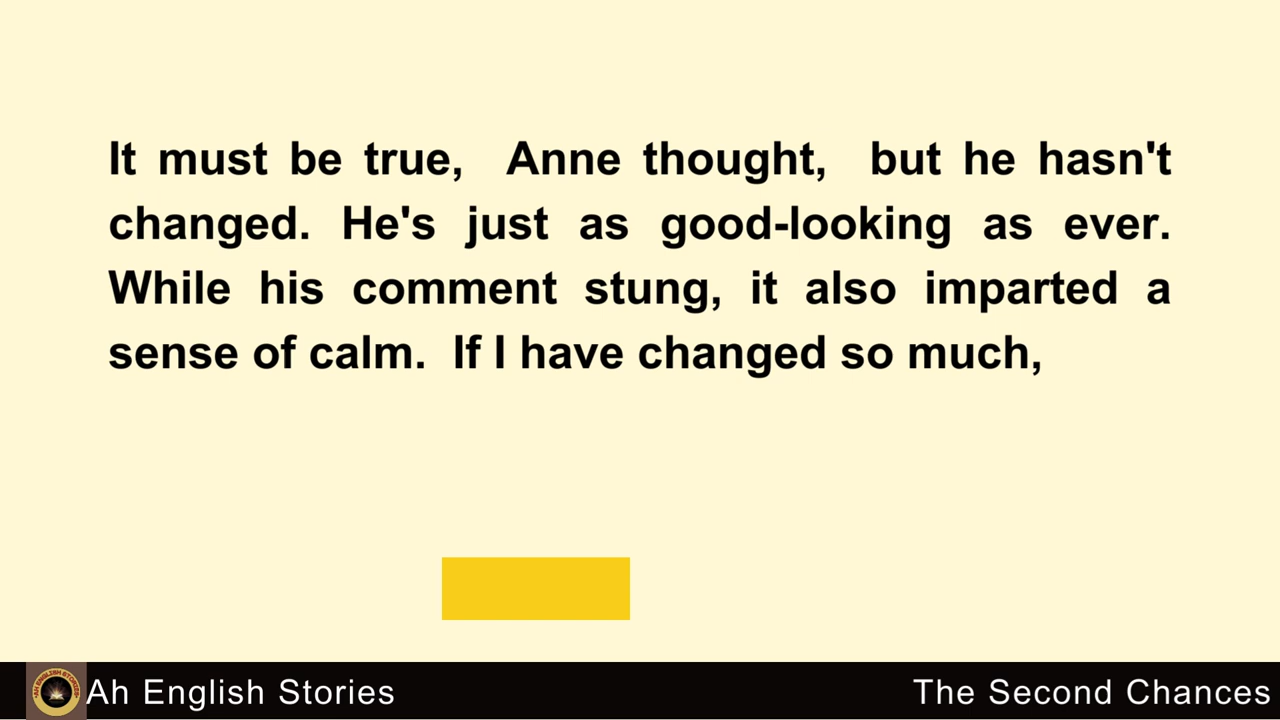 It must be true, Anne thought, but he hasn't
changed. He's just as good-looking as ever.
While his comment stung, it also imparted a
sense of calm. If I have changed so much,
Ah English Stories
The Second Chances